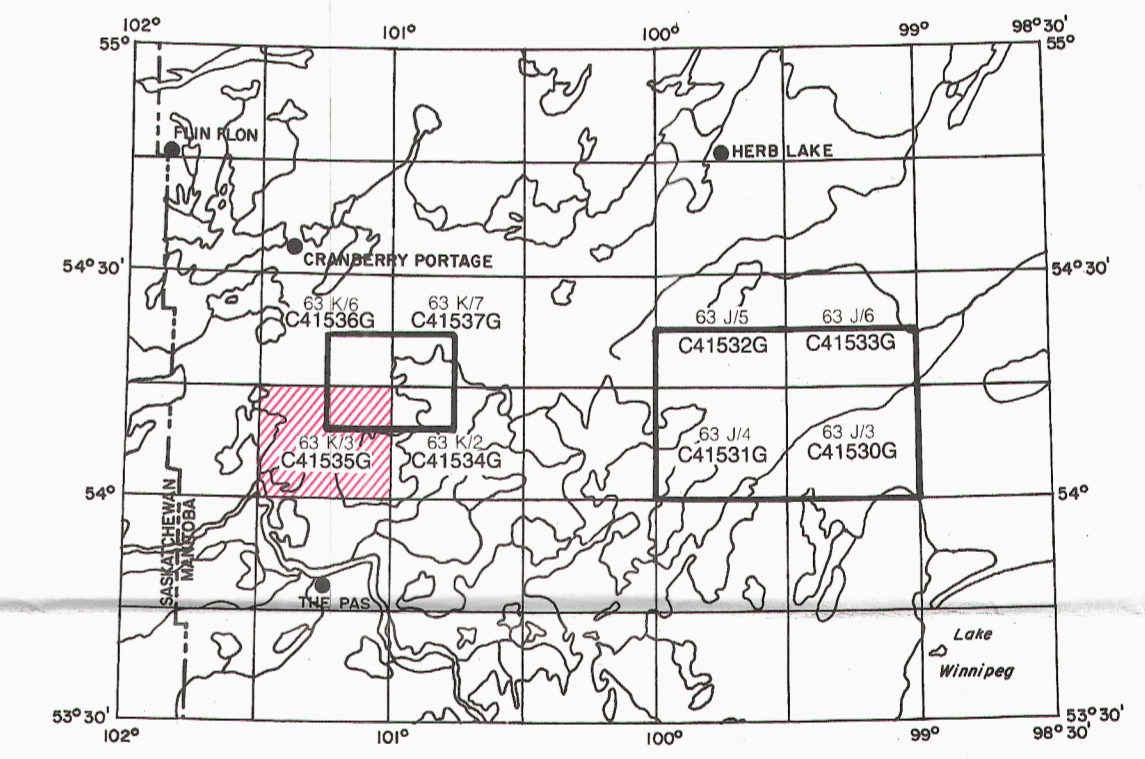 102° 101° 100° 99° 98°30'
55° 55°
FLIN FLON
HERB LAKE
CRANBERRY PORTAGE
54°30' 54°30'
63 K/6 63 K/7 63 J/5 63 J/6
C41536G C41537G C41532G C41533G
63 K/3 63 K/2 63 J/4 63 J/3
C41535G C41534G C41531G C41530G
54° 54°
SASKATCHEWAN
MANITOBA
THE PAS
Lake
Winnipeg
53°30' 53°30'
102° 101° 100° 99° 98°30'